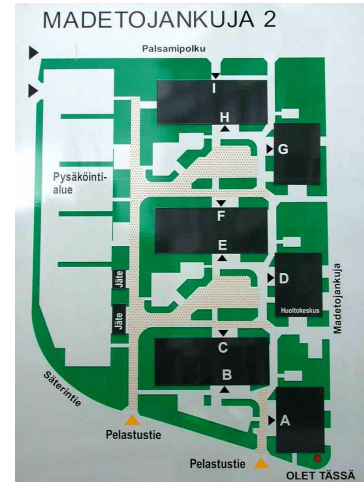 MADETOJANKUJA 2
Palsamipolku
I
H
G
Pysäköinti-
alue
F
E
D
Huoltokeskus
Jäte
Jäte
Madetojankuja
C
B
A
Säterintie
Pelastustie
Pelastustie
OLET TÄSSÄ